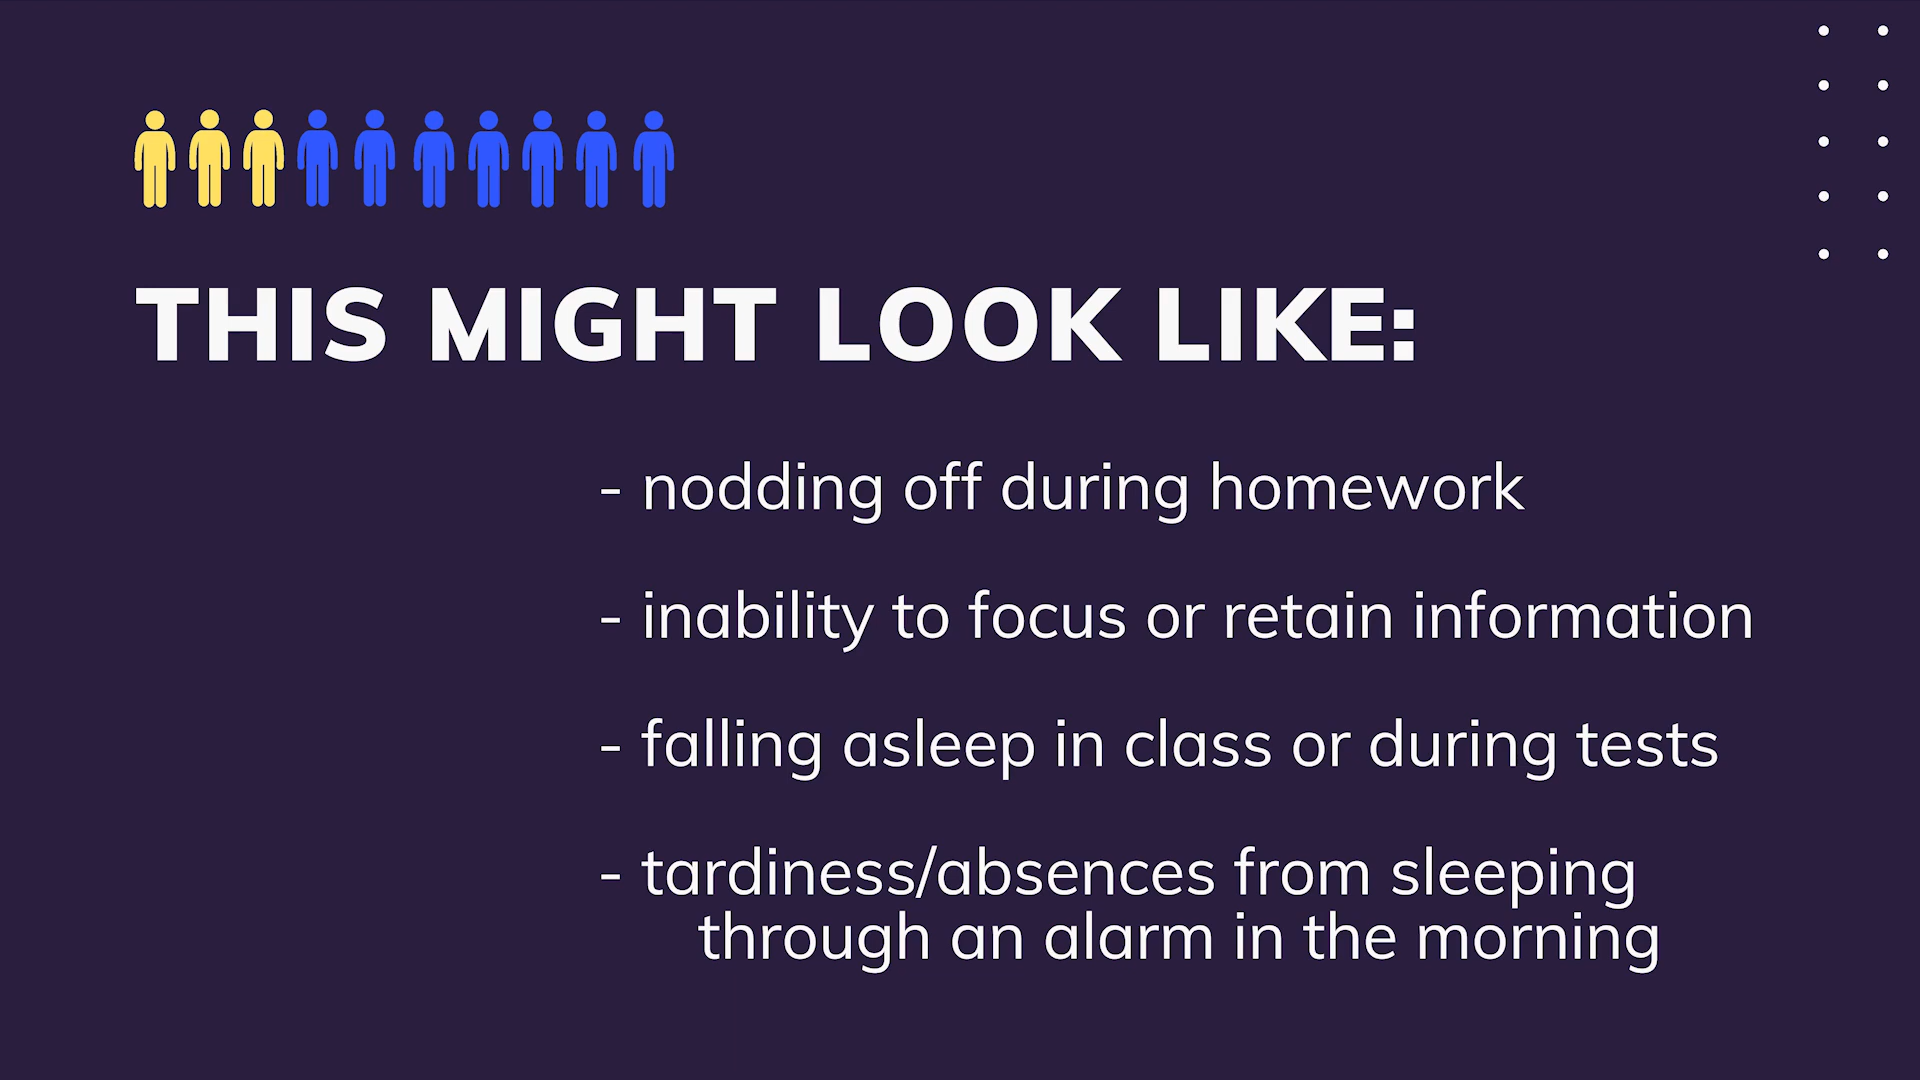 THIS MIGHT LOOK LIKE:
- nodding off during homework
- inability to focus or retain information
- falling asleep in class or during tests
- tardiness/absences from sleeping
through an alarm in the morning